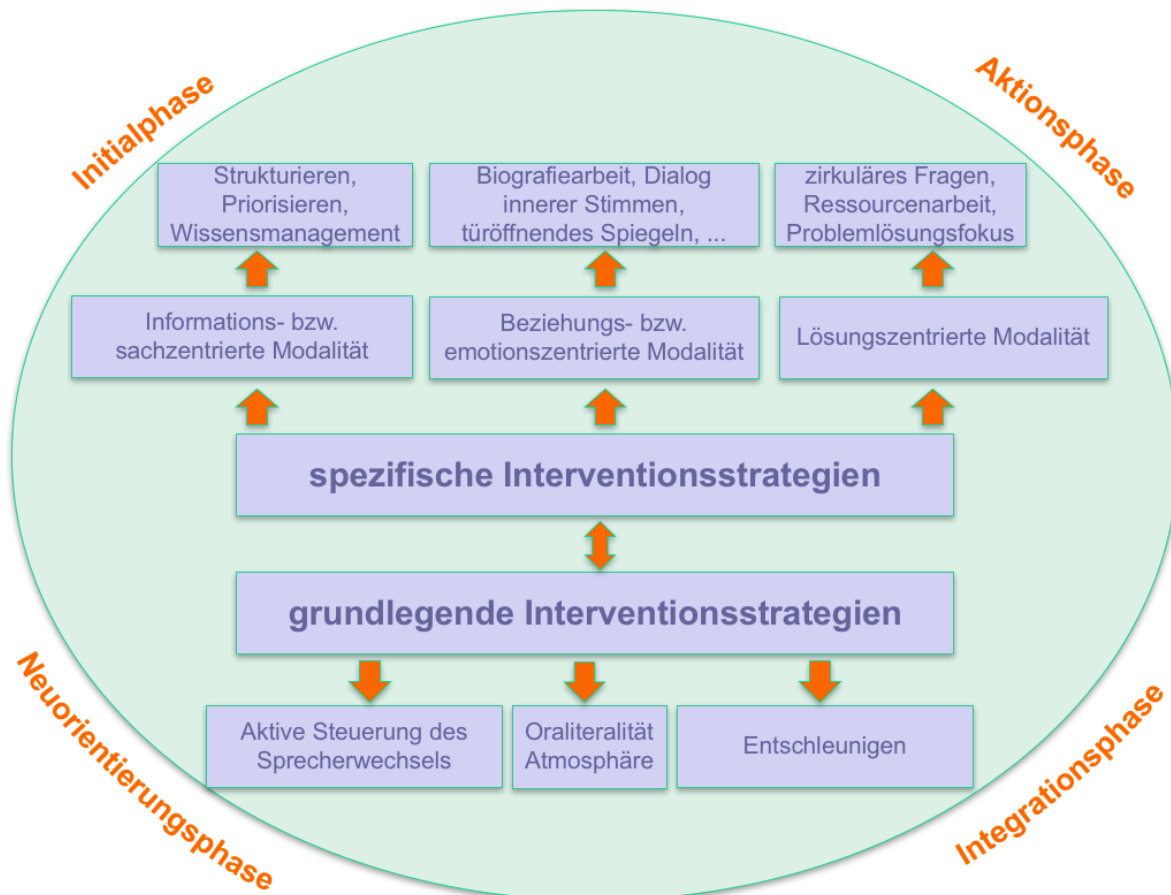 Initialphase
Aktionsphase
Strukturieren,
Priorisieren,
Wissensmanagement
Biografiearbeit, Dialog
innerer Stimmen,
türöffnendes Spiegeln, ...
zirkuläres Fragen,
Ressourcenarbeit,
Problemlösungsfokus
Informations- bzw.
sachzentrierte Modalität
Beziehungs- bzw.
emotionszentrierte Modalität
Lösungszentrierte Modalität
spezifische Interventionsstrategien
grundlegende Interventionsstrategien
Aktive Steuerung des
Sprecherwechsels
Oraliteralität
Atmosphäre
Entschleunigen
Neuorientierungsphase
Integrationsphase